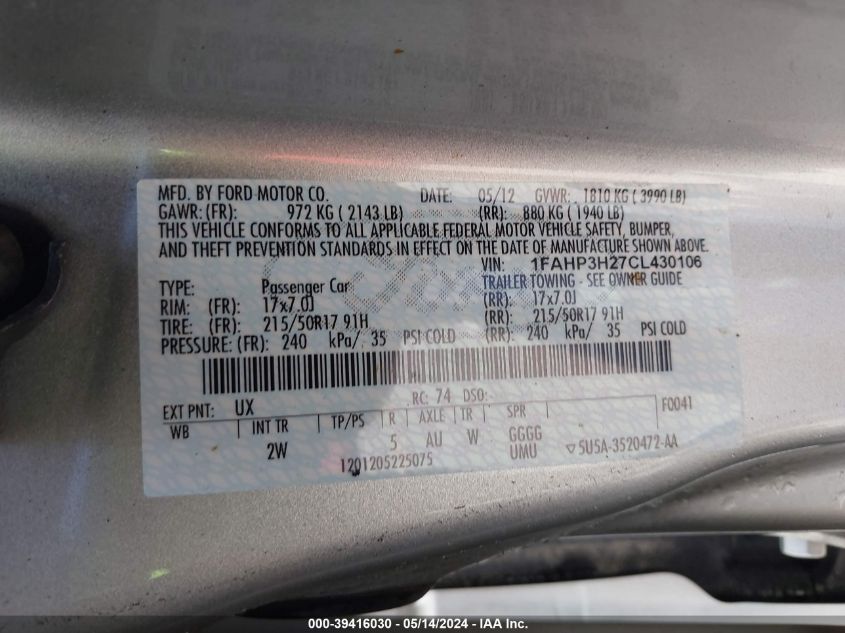 MFD. BY FORD MOTOR CO. DATE: 05/12 GVWR: 1810 KG ( 3990 LB)
GAWR: (FR): 972 KG ( 2143 LB) (RR): 880 KG ( 1940 LB)
THIS VEHICLE CONFORMS TO ALL APPLICABLE FEDERAL MOTOR VEHICLE SAFETY, BUMPER,
AND THEFT PREVENTION STANDARDS IN EFFECT ON THE DATE OF MANUFACTURE SHOWN ABOVE.
VIN: 1FAHP3H27CL430106
TYPE: Passenger Car TRAILER TOWING - SEE OWNER GUIDE
RIM: (FR): 17x7.0J (RR): 17x7.0J
TIRE: (FR): 215/50R17 91H (RR): 215/50R17 91H
PRESSURE: (FR): 240 kPa/ 35 PSI COLD (RR): 240 kPa/ 35 PSI COLD
EXT PNT: UX RC: 74 DSO: F0041
WB INT TR TP/PS R AXLE TR SPR
2W 5 AU W GGGG
UMU ▽5U5A-3520472-AA
1201205225075
000-39416030 - 05/14/2024 - IAA Inc.